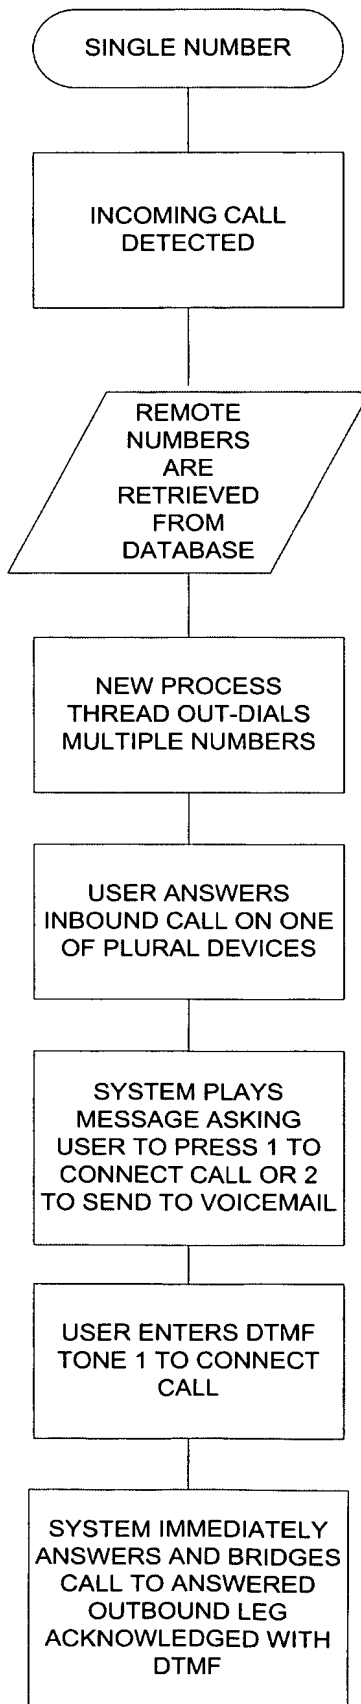 SINGLE NUMBER
INCOMING CALL
DETECTED
REMOTE
NUMBERS
ARE
RETRIEVED
FROM
DATABASE
NEW PROCESS
THREAD OUT-DIALS
MULTIPLE NUMBERS
USER ANSWERS
INBOUND CALL ON ONE
OF PLURAL DEVICES
SYSTEM PLAYS
MESSAGE ASKING
USER TO PRESS 1 TO
CONNECT CALL OR 2
TO SEND TO VOICEMAIL
USER ENTERS DTMF
TONE 1 TO CONNECT
CALL
SYSTEM IMMEDIATELY
ANSWERS AND BRIDGES
CALL TO ANSWERED
OUTBOUND LEG
ACKNOWLEDGED WITH
DTMF